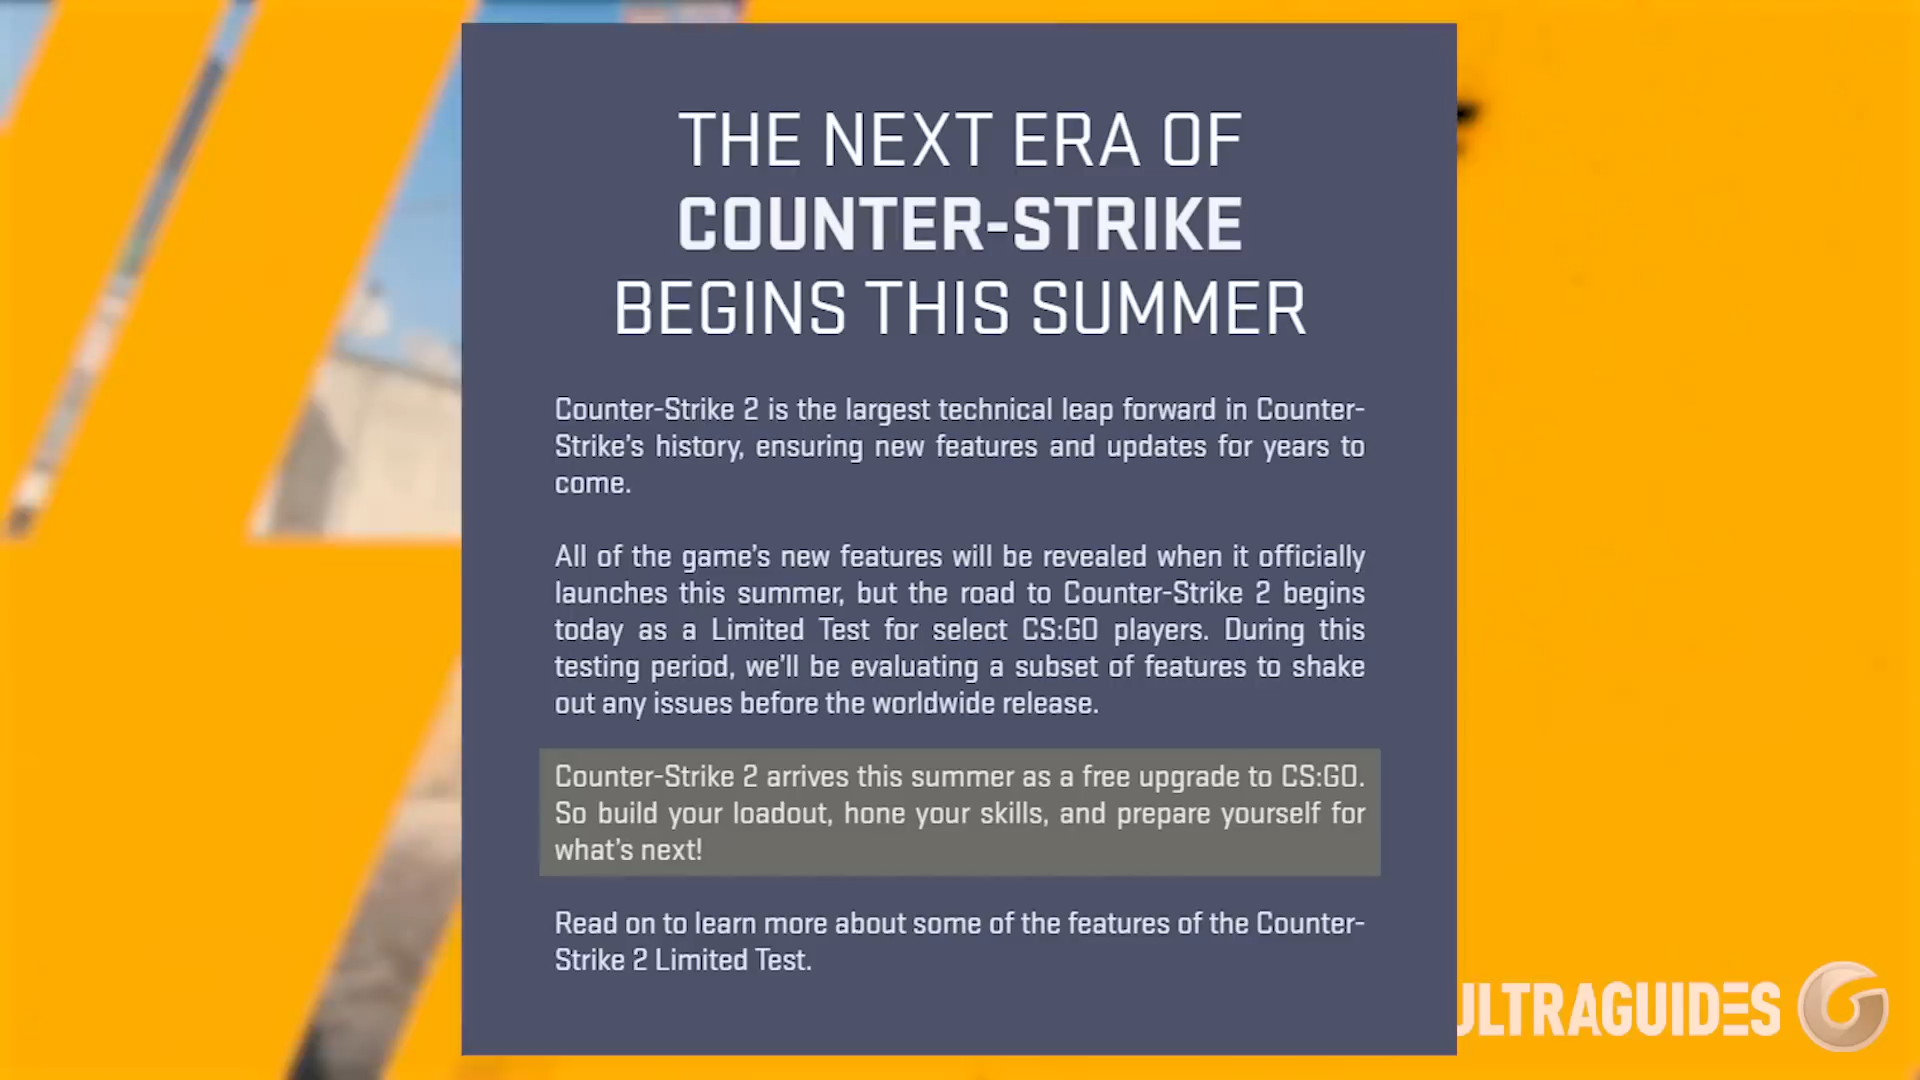 THE NEXT ERA OF
COUNTER-STRIKE
BEGINS THIS SUMMER
Counter-Strike 2 is the largest technical leap forward in Counter-
Strike's history, ensuring new features and updates for years to
come.
All of the game's new features will be revealed when it officially
launches this summer, but the road to Counter-Strike 2 begins
today as a Limited Test for select CS:GO players. During this
testing period, we'll be evaluating a subset of features to shake
out any issues before the worldwide release.
Counter-Strike 2 arrives this summer as a free upgrade to CS:GO.
So build your loadout, hone your skills, and prepare yourself for
what's next!
Read on to learn more about some of the features of the Counter-
Strike 2 Limited Test.
ULTRAGUIDES